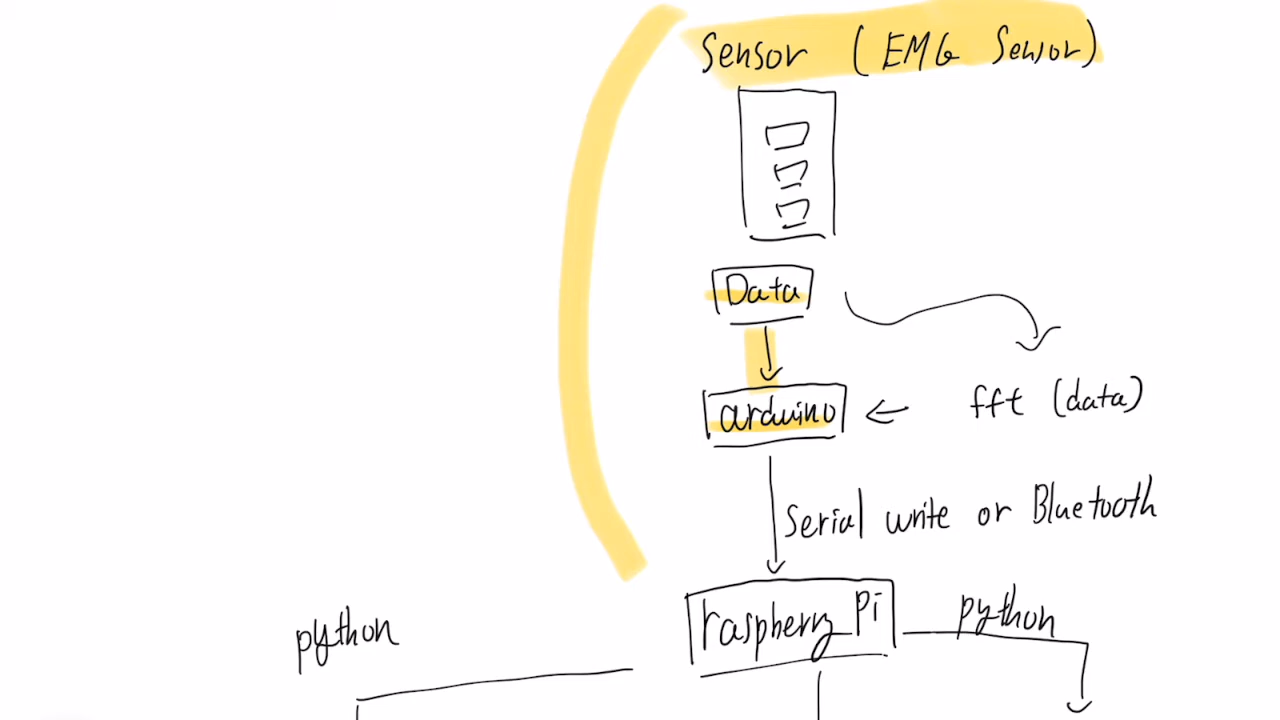 Sensor (EMG Sensor)
Data
arduino
fft (data)
Serial write or Bluetooth
raspberry Pi
python
python